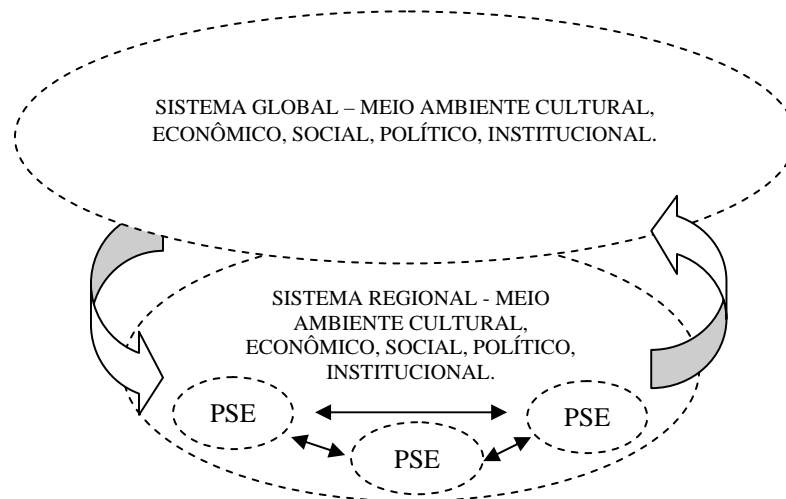 SISTEMA GLOBAL – MEIO AMBIENTE CULTURAL,
ECONÔMICO, SOCIAL, POLÍTICO, INSTITUCIONAL.
SISTEMA REGIONAL - MEIO
AMBIENTE CULTURAL,
ECONÔMICO, SOCIAL, POLÍTICO,
INSTITUCIONAL.
PSE
PSE
PSE